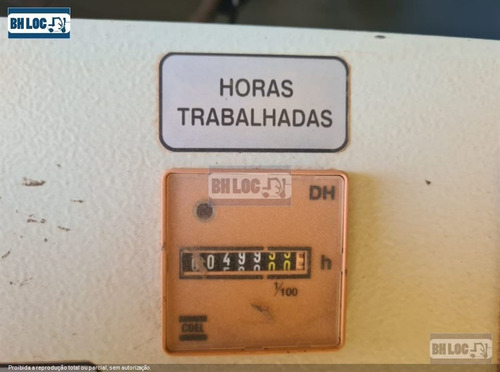 BH LOC
HORAS
TRABALHADAS
BH LOC
DH
h
1/100
COEL
BH LOC
Proibida a reprodução total ou parcial, sem autorização.